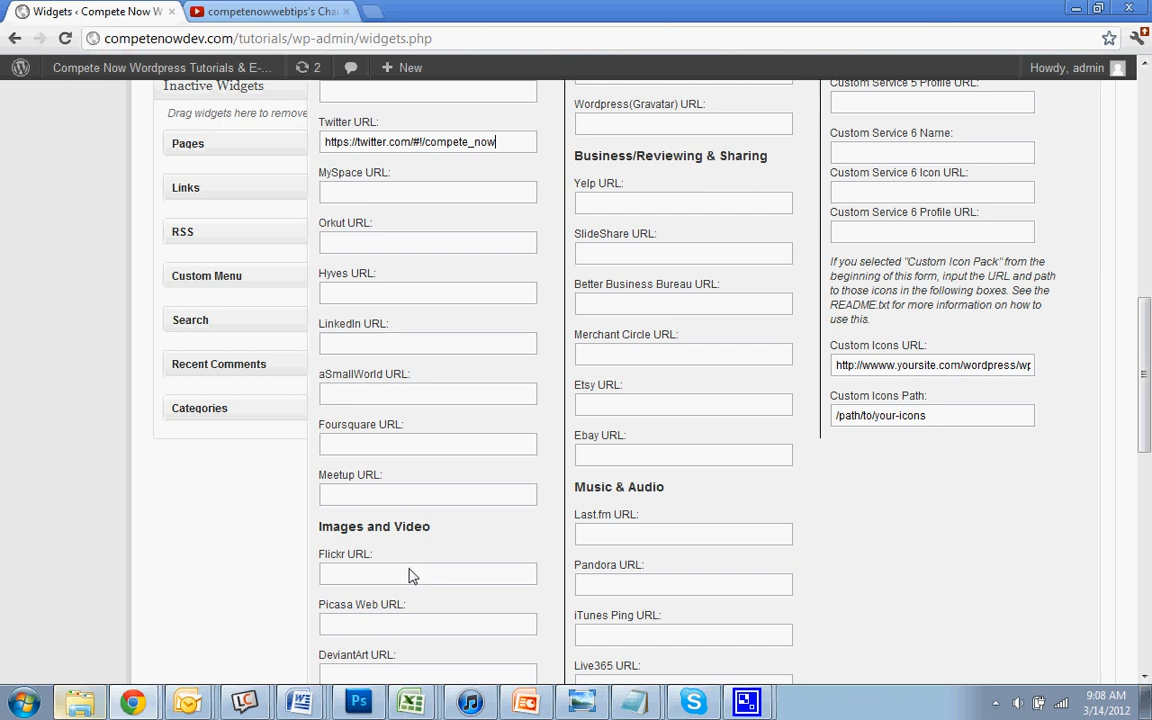 Widgets ‹ Compete Now W
competenowwebtips's Cha
competenowdev.com/tutorials/wp-admin/widgets.php
Compete Now Wordpress Tutorials & E-... 2 + New Howdy, admin
Inactive Widgets
Drag widgets here to remove
Pages
Links
RSS
Custom Menu
Search
Recent Comments
Categories
Twitter URL:
https://twitter.com/#!/compete_now
MySpace URL:
Orkut URL:
Hyves URL:
LinkedIn URL:
aSmallWorld URL:
Foursquare URL:
Meetup URL:
Images and Video
Flickr URL:
Picasa Web URL:
DeviantArt URL:
Wordpress(Gravatar) URL:
Business/Reviewing & Sharing
Yelp URL:
SlideShare URL:
Better Business Bureau URL:
Merchant Circle URL:
Etsy URL:
Ebay URL:
Music & Audio
Last.fm URL:
Pandora URL:
iTunes Ping URL:
Live365 URL:
Custom Service 5 Profile URL:
Custom Service 6 Name:
Custom Service 6 Icon URL:
Custom Service 6 Profile URL:
If you selected "Custom Icon Pack" from the
beginning of this form, input the URL and path
to those icons in the following boxes. See the
README.txt for more information on how to
use this.
Custom Icons URL:
http://wwww.yoursite.com/wordpress/wp
Custom Icons Path:
/path/to/your-icons
9:08 AM
3/14/2012